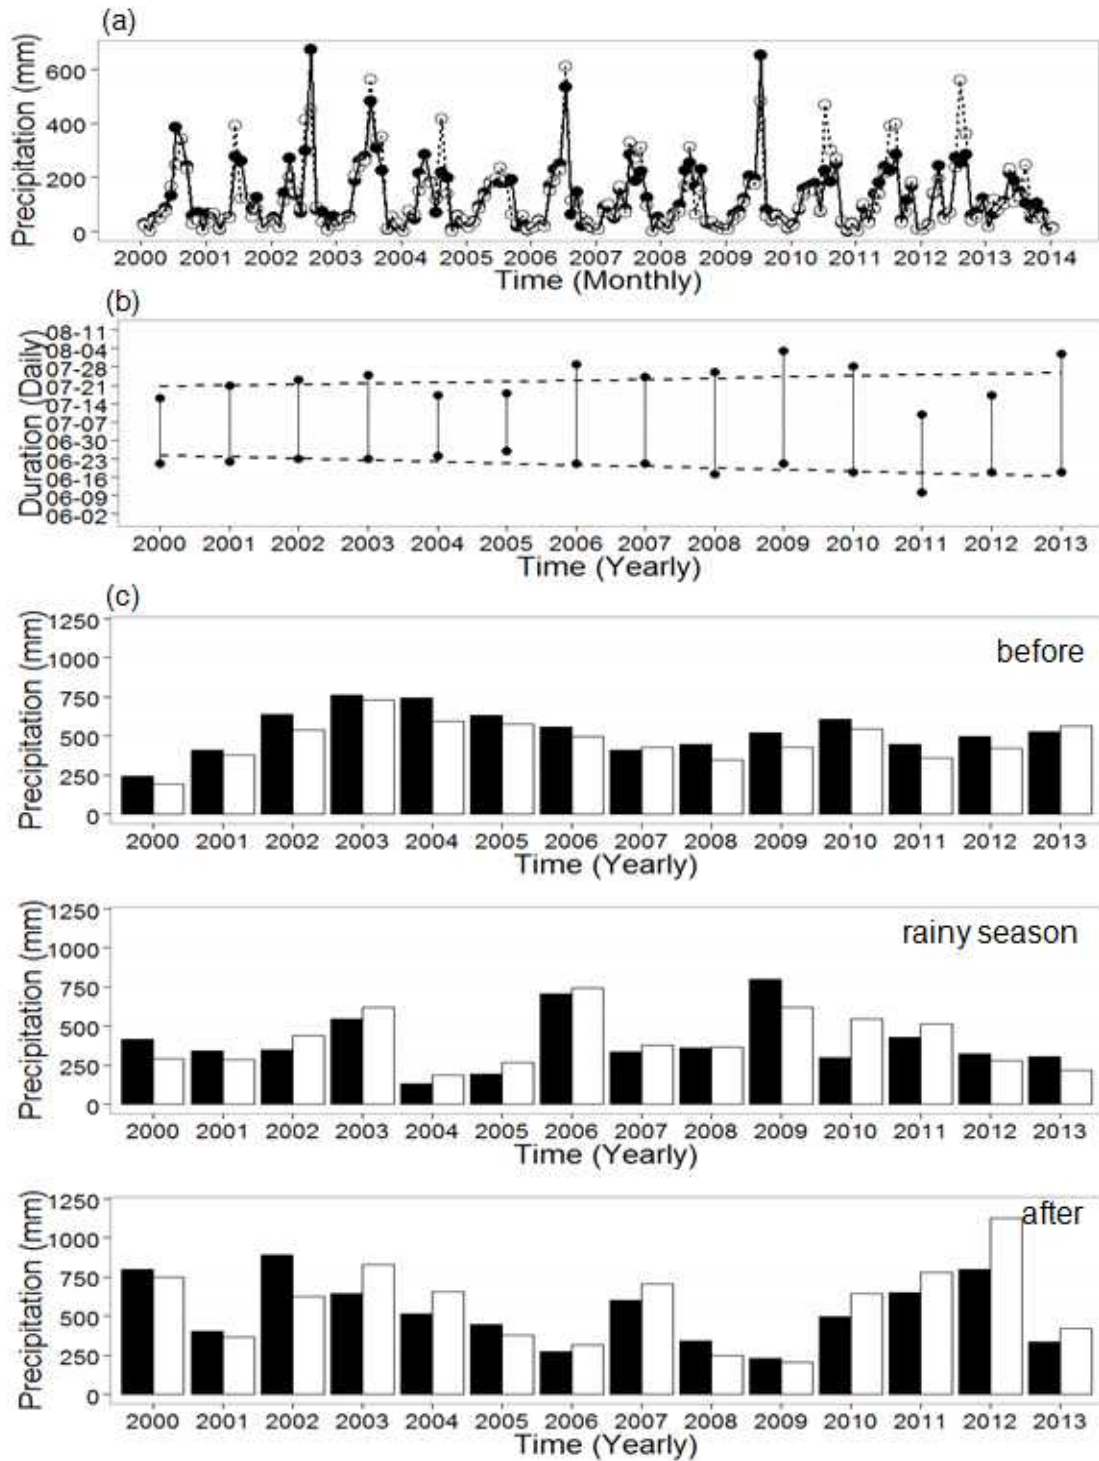 (a)
Precipitation (mm)
600
400
200
0
2000 2001 2002 2003 2004 2005 2006 2007 2008 2009 2010 2011 2012 2013 2014
Time (Monthly)
(b)
Duration (Daily)
08-11
08-04
07-28
07-21
07-14
07-07
06-30
06-23
06-16
06-09
06-02
2000 2001 2002 2003 2004 2005 2006 2007 2008 2009 2010 2011 2012 2013
Time (Yearly)
(c)
Precipitation (mm)
before
1250
1000
750
500
250
0
2000 2001 2002 2003 2004 2005 2006 2007 2008 2009 2010 2011 2012 2013
Time (Yearly)
Precipitation (mm)
rainy season
1250
1000
750
500
250
0
2000 2001 2002 2003 2004 2005 2006 2007 2008 2009 2010 2011 2012 2013
Time (Yearly)
Precipitation (mm)
after
1250
1000
750
500
250
0
2000 2001 2002 2003 2004 2005 2006 2007 2008 2009 2010 2011 2012 2013
Time (Yearly)